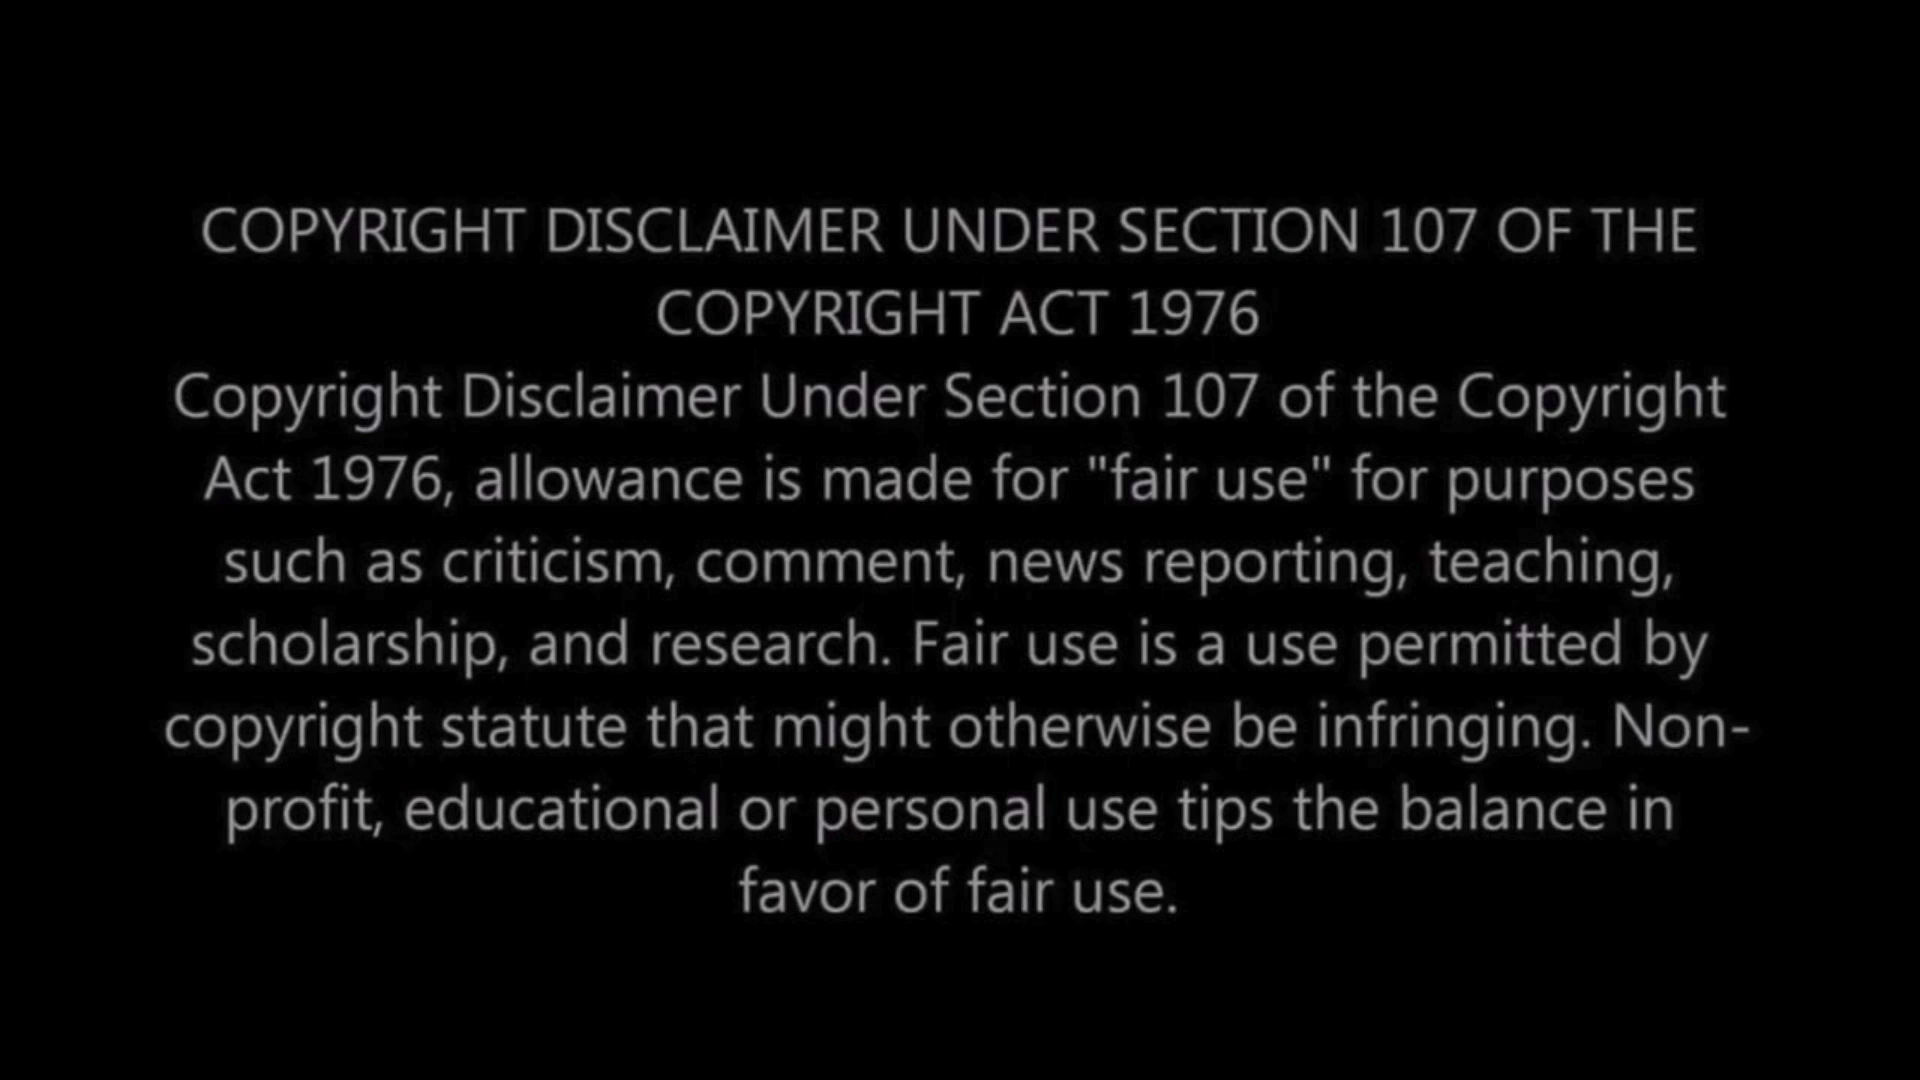 COPYRIGHT DISCLAIMER UNDER SECTION 107 OF THE
COPYRIGHT ACT 1976
Copyright Disclaimer Under Section 107 of the Copyright
Act 1976, allowance is made for "fair use" for purposes
such as criticism, comment, news reporting, teaching,
scholarship, and research. Fair use is a use permitted by
copyright statute that might otherwise be infringing. Non-
profit, educational or personal use tips the balance in
favor of fair use.